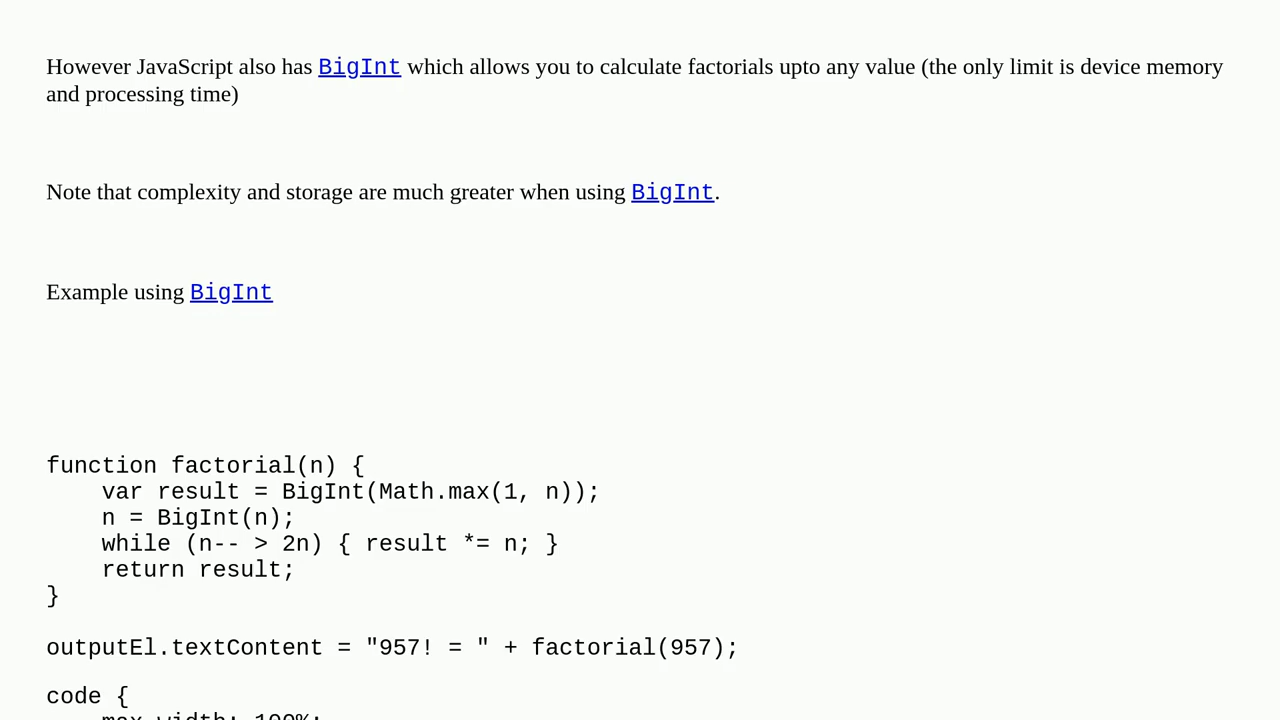 However JavaScript also has BigInt which allows you to calculate factorials upto any value (the only limit is device memory
and processing time)
Note that complexity and storage are much greater when using BigInt.
Example using BigInt
function factorial(n) {
    var result = BigInt(Math.max(1, n));
    n = BigInt(n);
    while (n-- > 2n) { result *= n; }
    return result;
}
outputEl.textContent = "957! = " + factorial(957);
code {
    max-width: 100%;